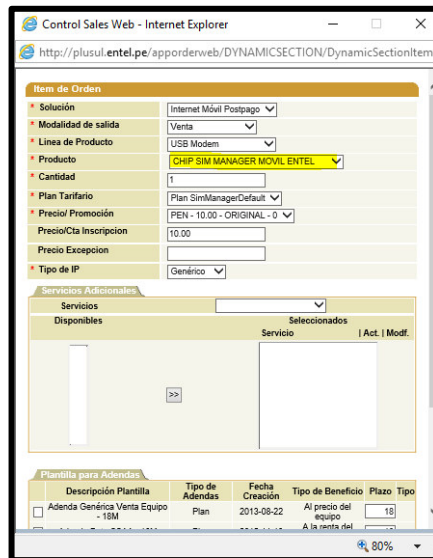 Control Sales Web - Internet Explorer
http://plusul.entel.pe/apporderweb/DYNAMICSECTION/DynamicSectionItem
Item de Orden
* Solución Internet Móvil Postpago
* Modalidad de salida Venta
* Linea de Producto USB Modem
* Producto CHIP SIM MANAGER MOVIL ENTEL
* Cantidad 1
* Plan Tarifario Plan SimManagerDefault
* Precio/ Promoción PEN - 10.00 - ORIGINAL - 0
Precio/Cta Inscripcion 10.00
Precio Excepcion
* Tipo de IP Genérico
Servicios Adicionales
Servicios
Disponibles Seleccionados
Servicio | Act. | Modf.
>>
Plantilla para Adendas
Descripción Plantilla Tipo de Adendas Fecha Creación Tipo de Beneficio Plazo Tipo
Adenda Genérica Venta Equipo - 18M Plan 2013-08-22 Al precio del equipo 18
A la renta del
80%